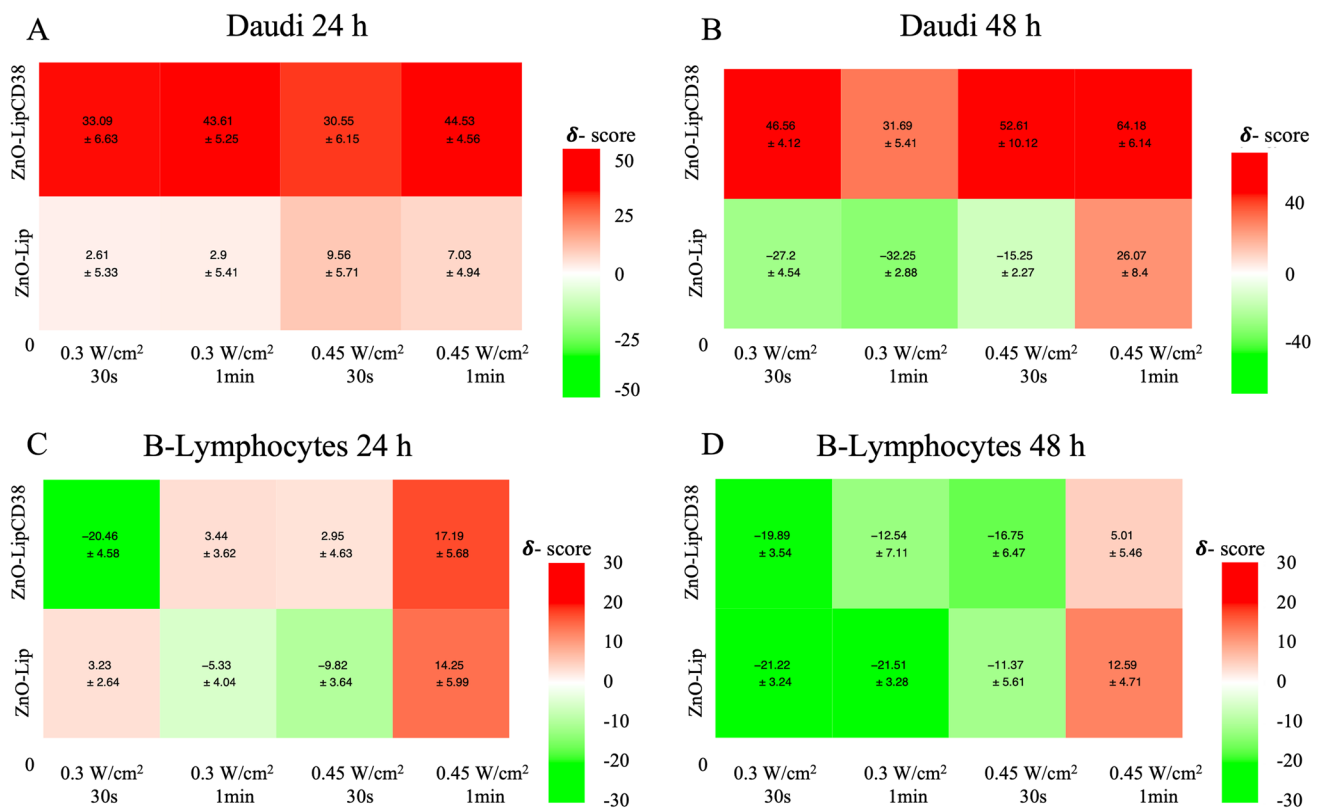 A
Daudi 24 h
ZnO-LipCD38
33.09
± 6.63
43.61
± 5.25
30.55
± 6.15
44.53
± 4.56
ZnO-Lip
2.61
± 5.33
2.9
± 5.41
9.56
± 5.71
7.03
± 4.94
0
0.3 W/cm²
30s
0.3 W/cm²
1min
0.45 W/cm²
30s
0.45 W/cm²
1min
δ- score
50
25
0
-25
-50
B
Daudi 48 h
ZnO-LipCD38
46.56
± 4.12
31.69
± 5.41
52.61
± 10.12
64.18
± 6.14
ZnO-Lip
−27.2
± 4.54
−32.25
± 2.88
−15.25
± 2.27
26.07
± 8.4
0
0.3 W/cm²
30s
0.3 W/cm²
1min
0.45 W/cm²
30s
0.45 W/cm²
1min
δ- score
40
0
-40
C
B-Lymphocytes 24 h
ZnO-LipCD38
−20.46
± 4.58
3.44
± 3.62
2.95
± 4.63
17.19
± 5.68
ZnO-Lip
3.23
± 2.64
−5.33
± 4.04
−9.82
± 3.64
14.25
± 5.99
0
0.3 W/cm²
30s
0.3 W/cm²
1min
0.45 W/cm²
30s
0.45 W/cm²
1min
δ- score
30
20
10
0
-10
-20
-30
D
B-Lymphocytes 48 h
ZnO-LipCD38
−19.89
± 3.54
−12.54
± 7.11
−16.75
± 6.47
5.01
± 5.46
ZnO-Lip
−21.22
± 3.24
−21.51
± 3.28
−11.37
± 5.61
12.59
± 4.71
0
0.3 W/cm²
30s
0.3 W/cm²
1min
0.45 W/cm²
30s
0.45 W/cm²
1min
δ- score
30
20
10
0
-10
-20
-30